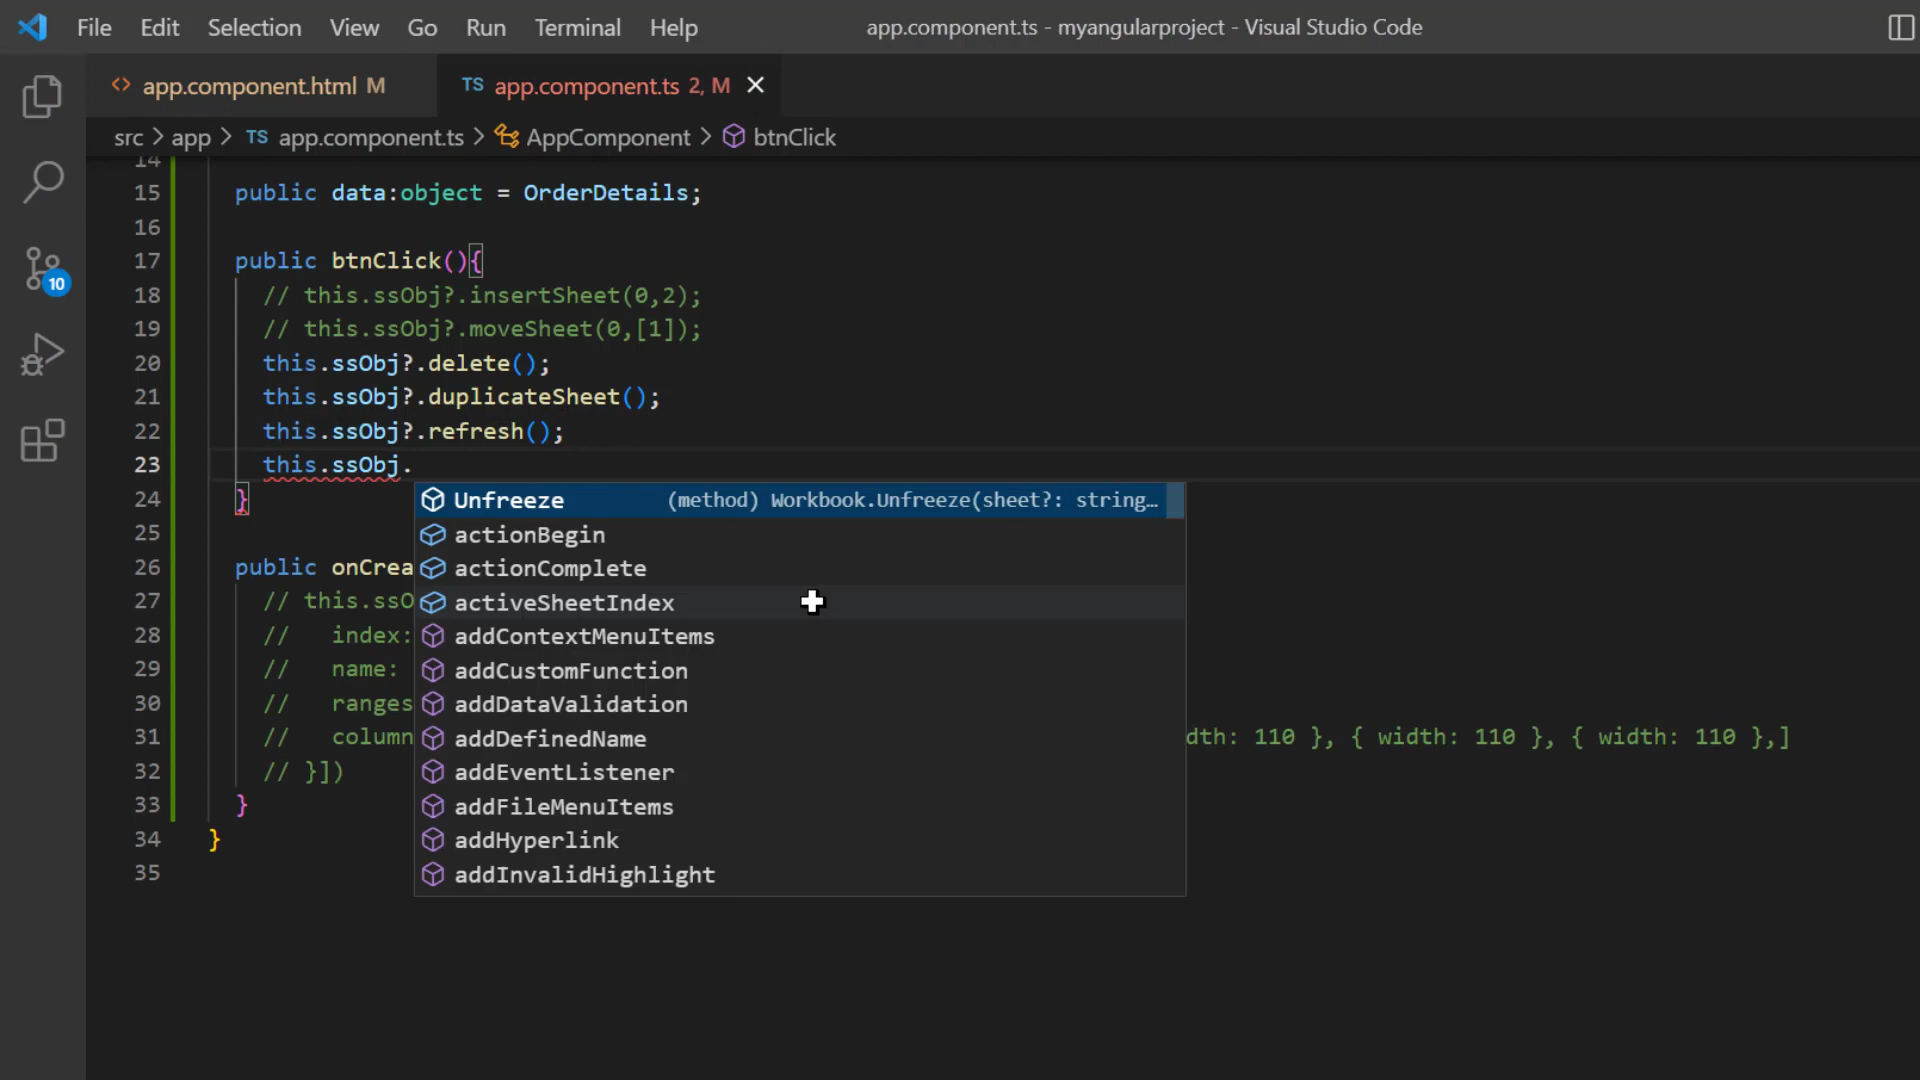 File Edit Selection View Go Run Terminal Help app.component.ts - myangularproject - Visual Studio Code
<> app.component.html M TS app.component.ts 2, M
src > app > TS app.component.ts > AppComponent > btnClick
14
15 public data:object = OrderDetails;
16
17 public btnClick(){
18 // this.ssObj?.insertSheet(0,2);
19 // this.ssObj?.moveSheet(0,[1]);
20 this.ssObj?.delete();
21 this.ssObj?.duplicateSheet();
22 this.ssObj?.refresh();
23 this.ssObj.
24 }
Unfreeze (method) Workbook.Unfreeze(sheet?: string…
25
actionBegin
26 public onCrea
actionComplete
27 // this.ssO
activeSheetIndex
28 // index:
addContextMenuItems
29 // name:
addCustomFunction
30 // ranges
addDataValidation
31 // column dth: 110 }, { width: 110 }, { width: 110 },]
addDefinedName
32 // }])
addEventListener
33 }
addFileMenuItems
34 }
addHyperlink
35
addInvalidHighlight
10